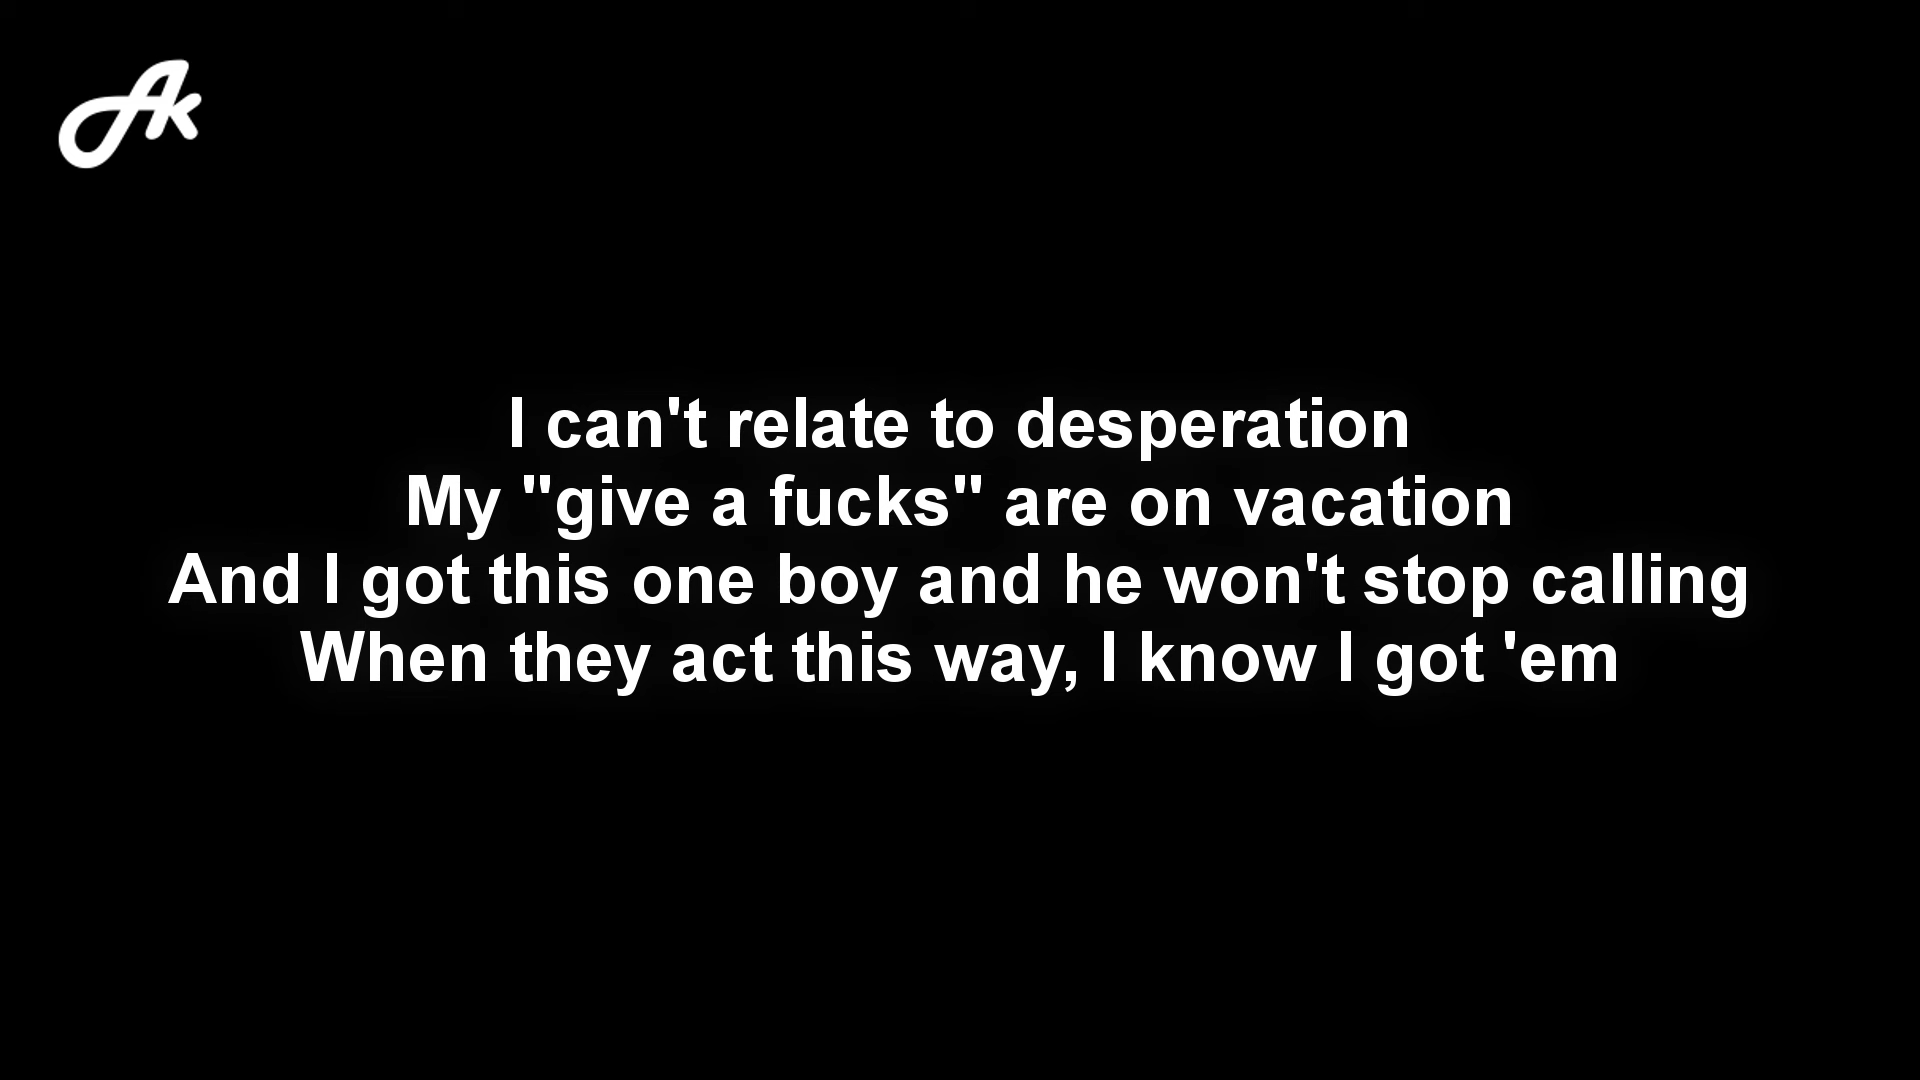 Ak
I can't relate to desperation
My "give a fucks" are on vacation
And I got this one boy and he won't stop calling
When they act this way, I know I got 'em